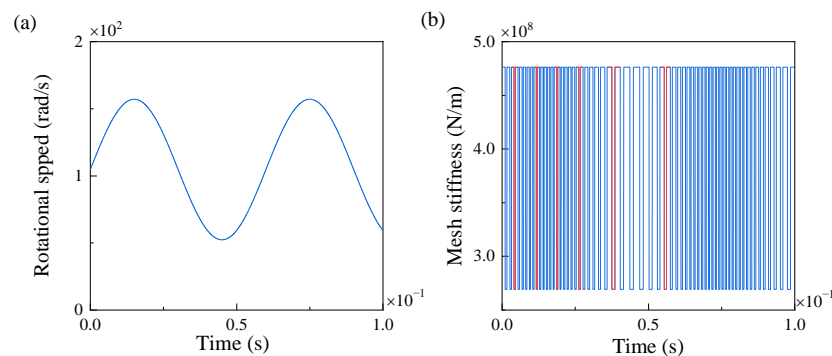 (a)
×10²
2
1
0
Rotational spped (rad/s)
0.0
0.5
1.0
×10⁻¹
Time (s)
(b)
×10⁸
5.0
4.0
3.0
Mesh stiffness (N/m)
0.0
0.5
1.0
×10⁻¹
Time (s)